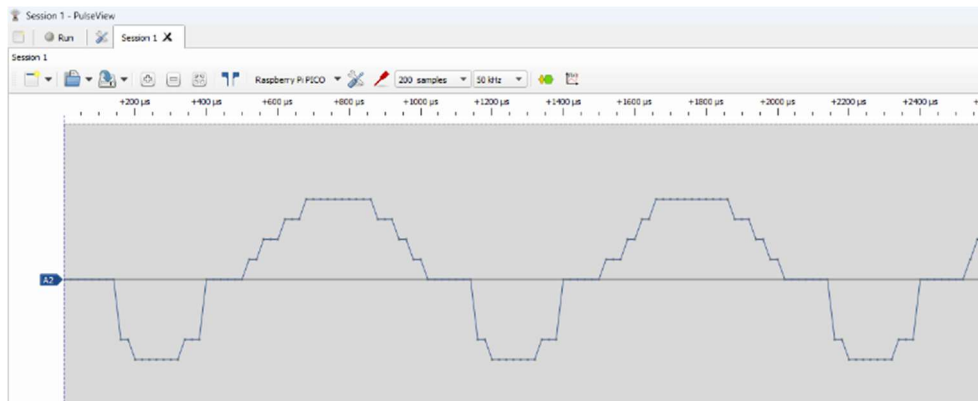 Session 1 - PulseView
Run Session 1 X
Session 1
Raspberry Pi PICO 200 samples 50 kHz
+200 µs +400 µs +600 µs +800 µs +1000 µs +1200 µs +1400 µs +1600 µs +1800 µs +2000 µs +2200 µs +2400 µs
A2